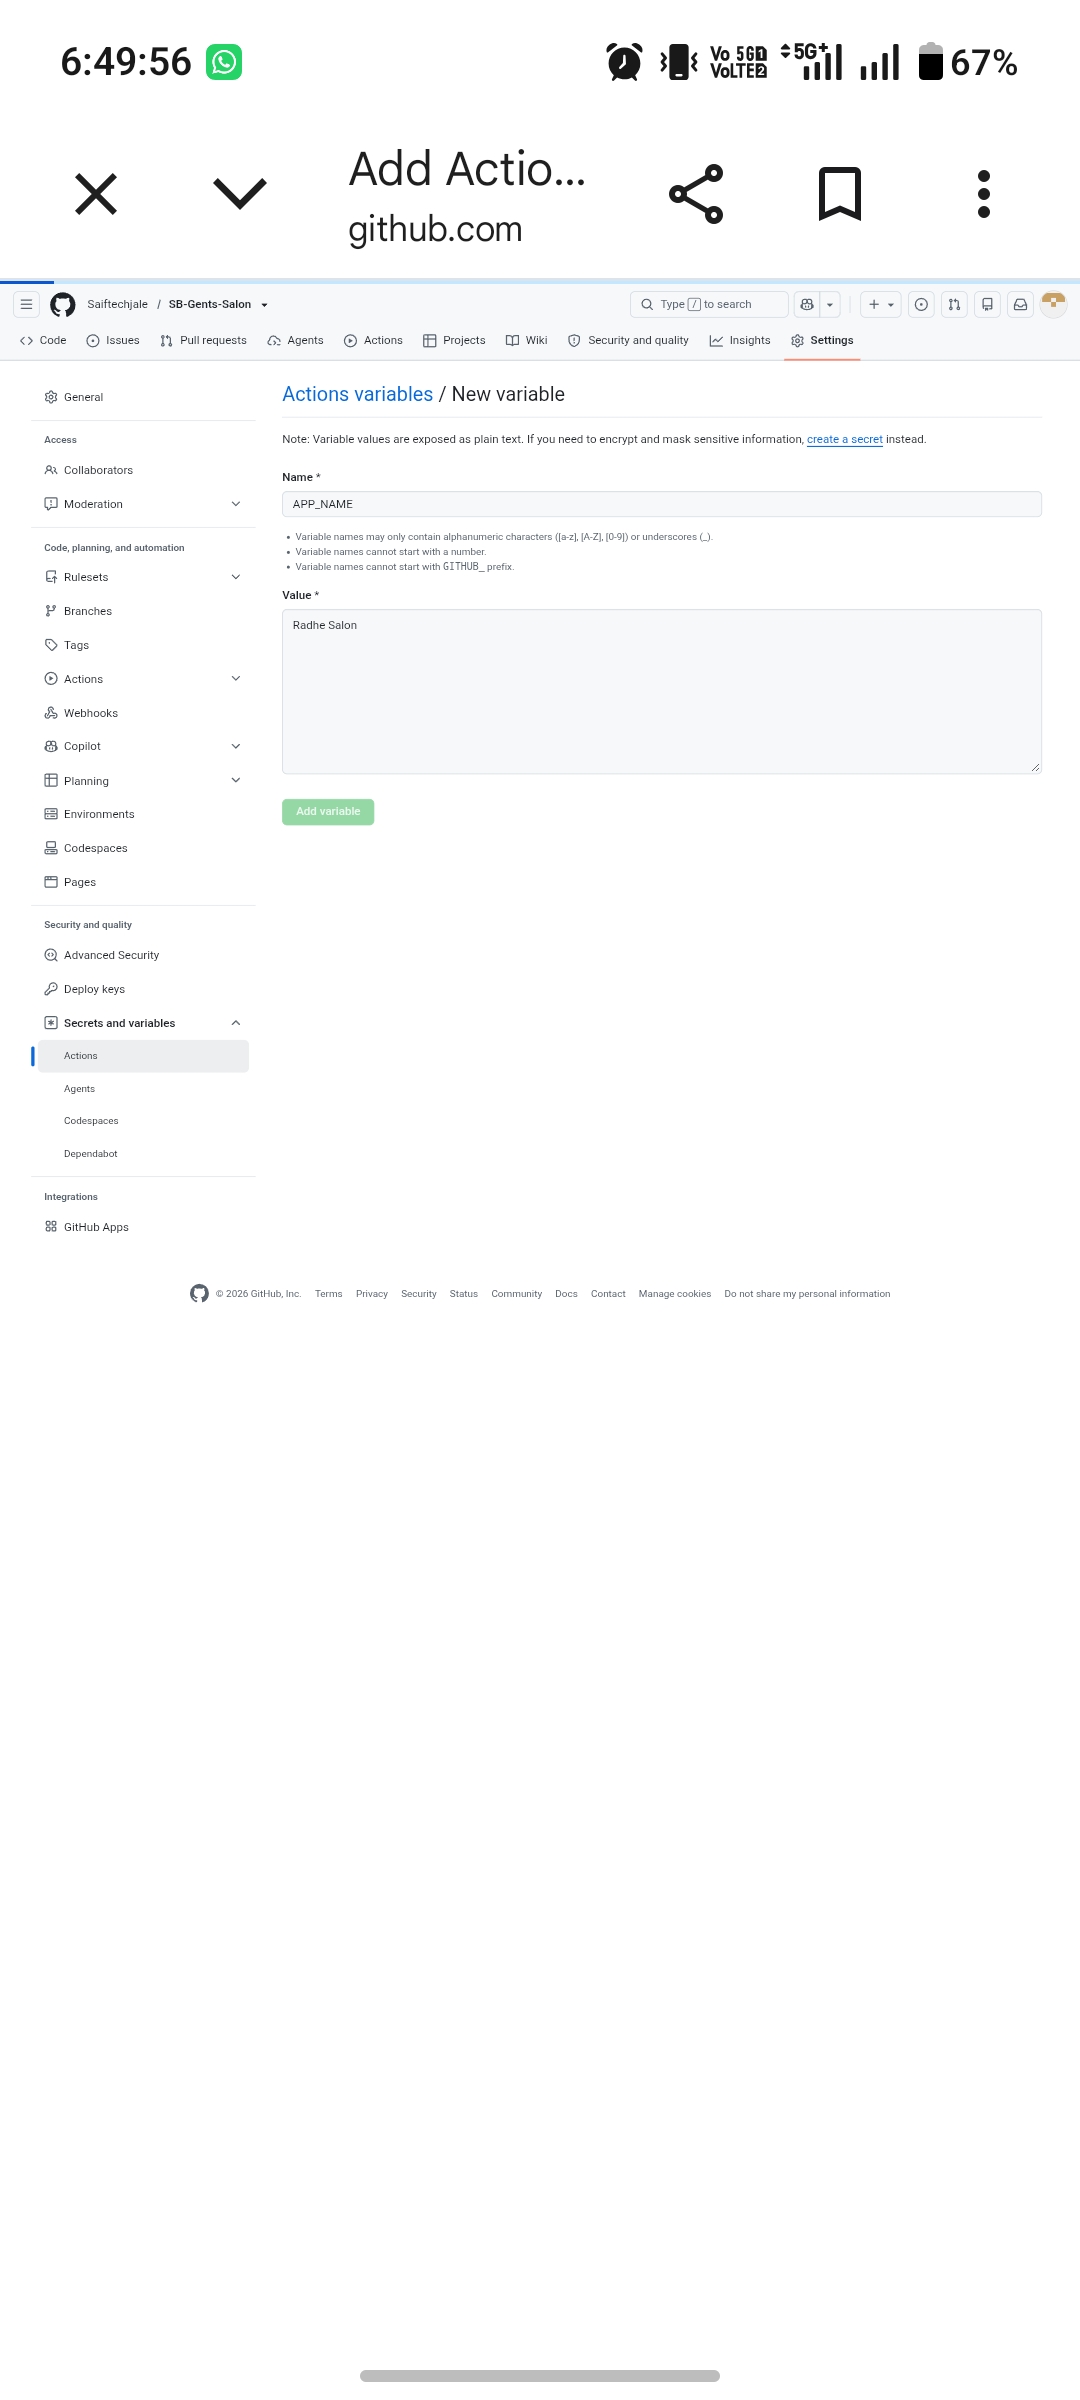 6:49:56
Vo 5G 1
VoLTE 2
5G+
67%
Add Actio...
github.com
Saiftechjale / SB-Gents-Salon
Type / to search
Code
Issues
Pull requests
Agents
Actions
Projects
Wiki
Security and quality
Insights
Settings
General
Access
Collaborators
Moderation
Code, planning, and automation
Rulesets
Branches
Tags
Actions
Webhooks
Copilot
Planning
Environments
Codespaces
Pages
Security and quality
Advanced Security
Deploy keys
Secrets and variables
Actions
Agents
Codespaces
Dependabot
Integrations
GitHub Apps
Actions variables / New variable
Note: Variable values are exposed as plain text. If you need to encrypt and mask sensitive information, create a secret instead.
Name *
APP_NAME
• Variable names may only contain alphanumeric characters ([a-z], [A-Z], [0-9]) or underscores (_).
• Variable names cannot start with a number.
• Variable names cannot start with GITHUB_ prefix.
Value *
Radhe Salon
Add variable
© 2026 GitHub, Inc.
Terms
Privacy
Security
Status
Community
Docs
Contact
Manage cookies
Do not share my personal information